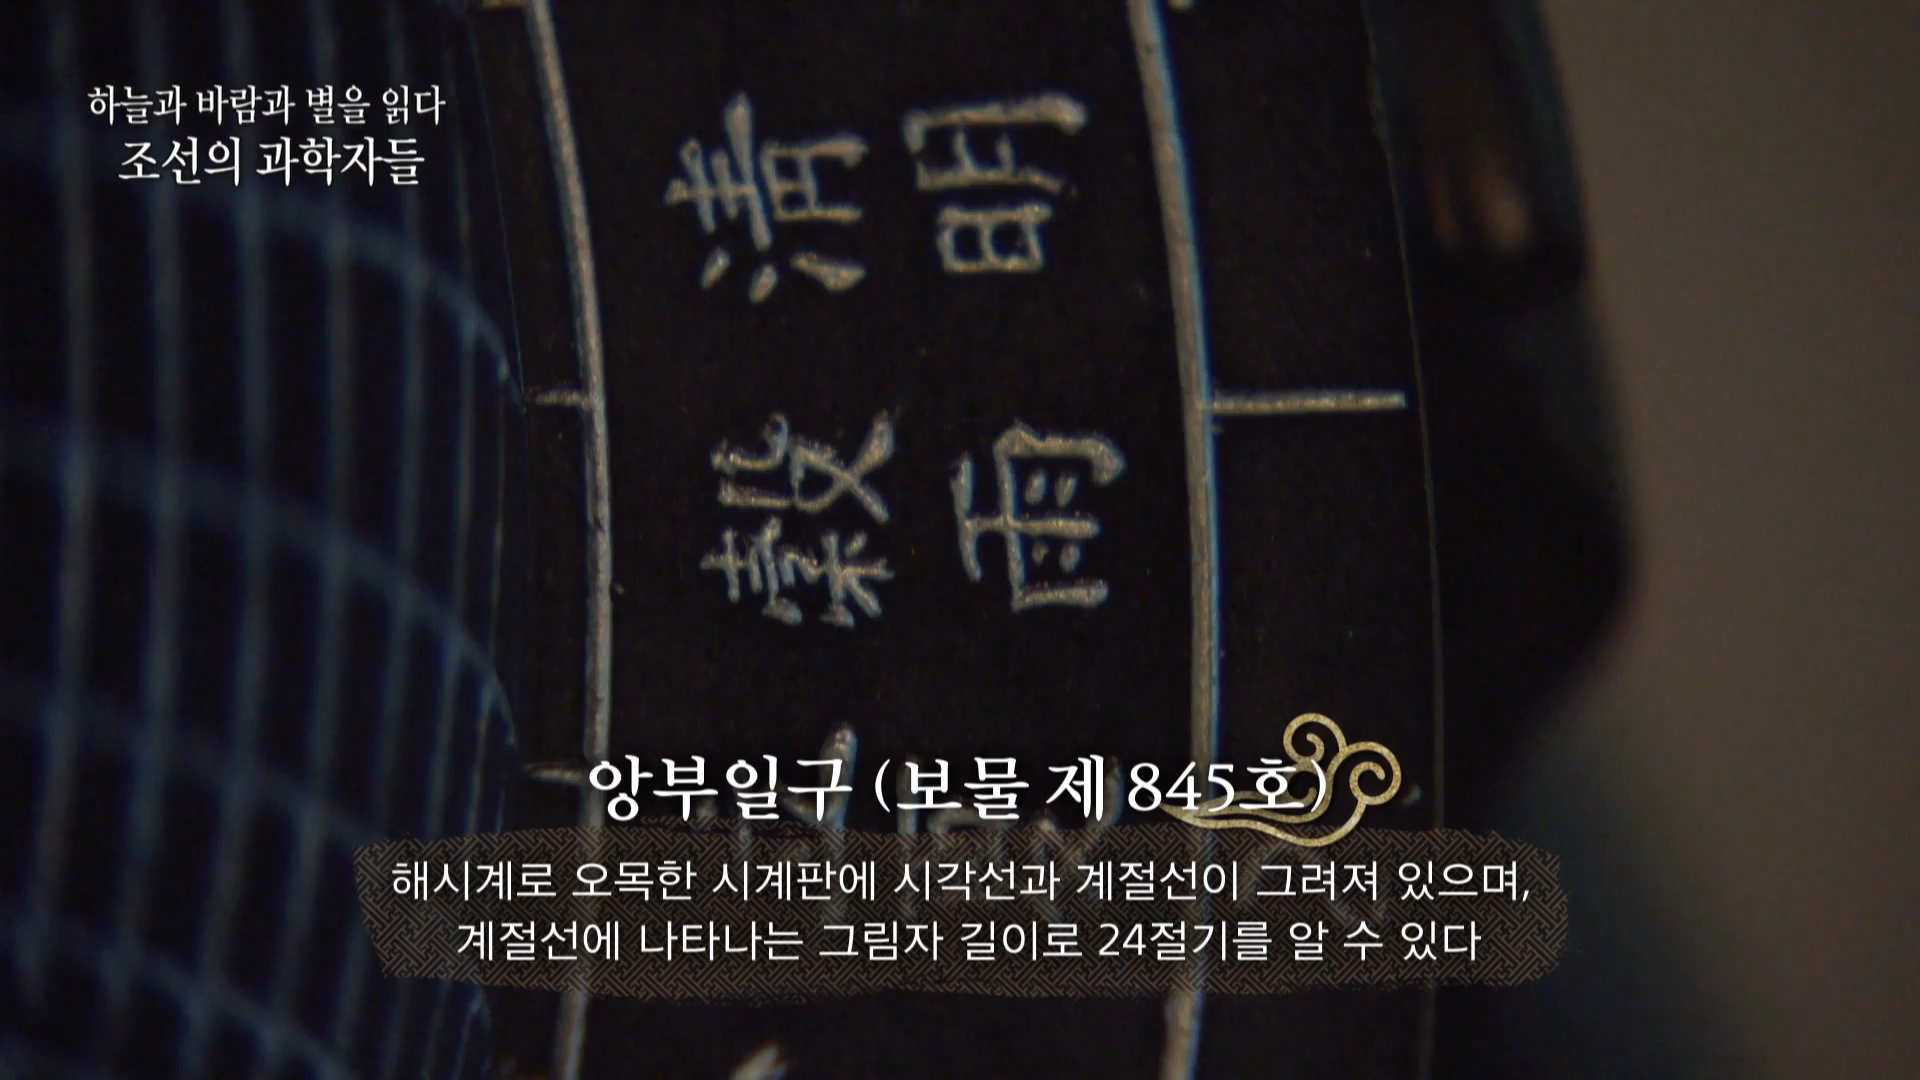 하늘과 바람과 별을 읽다
조선의 과학자들
清明
穀雨
앙부일구 (보물 제 845호)
해시계로 오목한 시계판에 시각선과 계절선이 그려져 있으며,
계절선에 나타나는 그림자 길이로 24절기를 알 수 있다